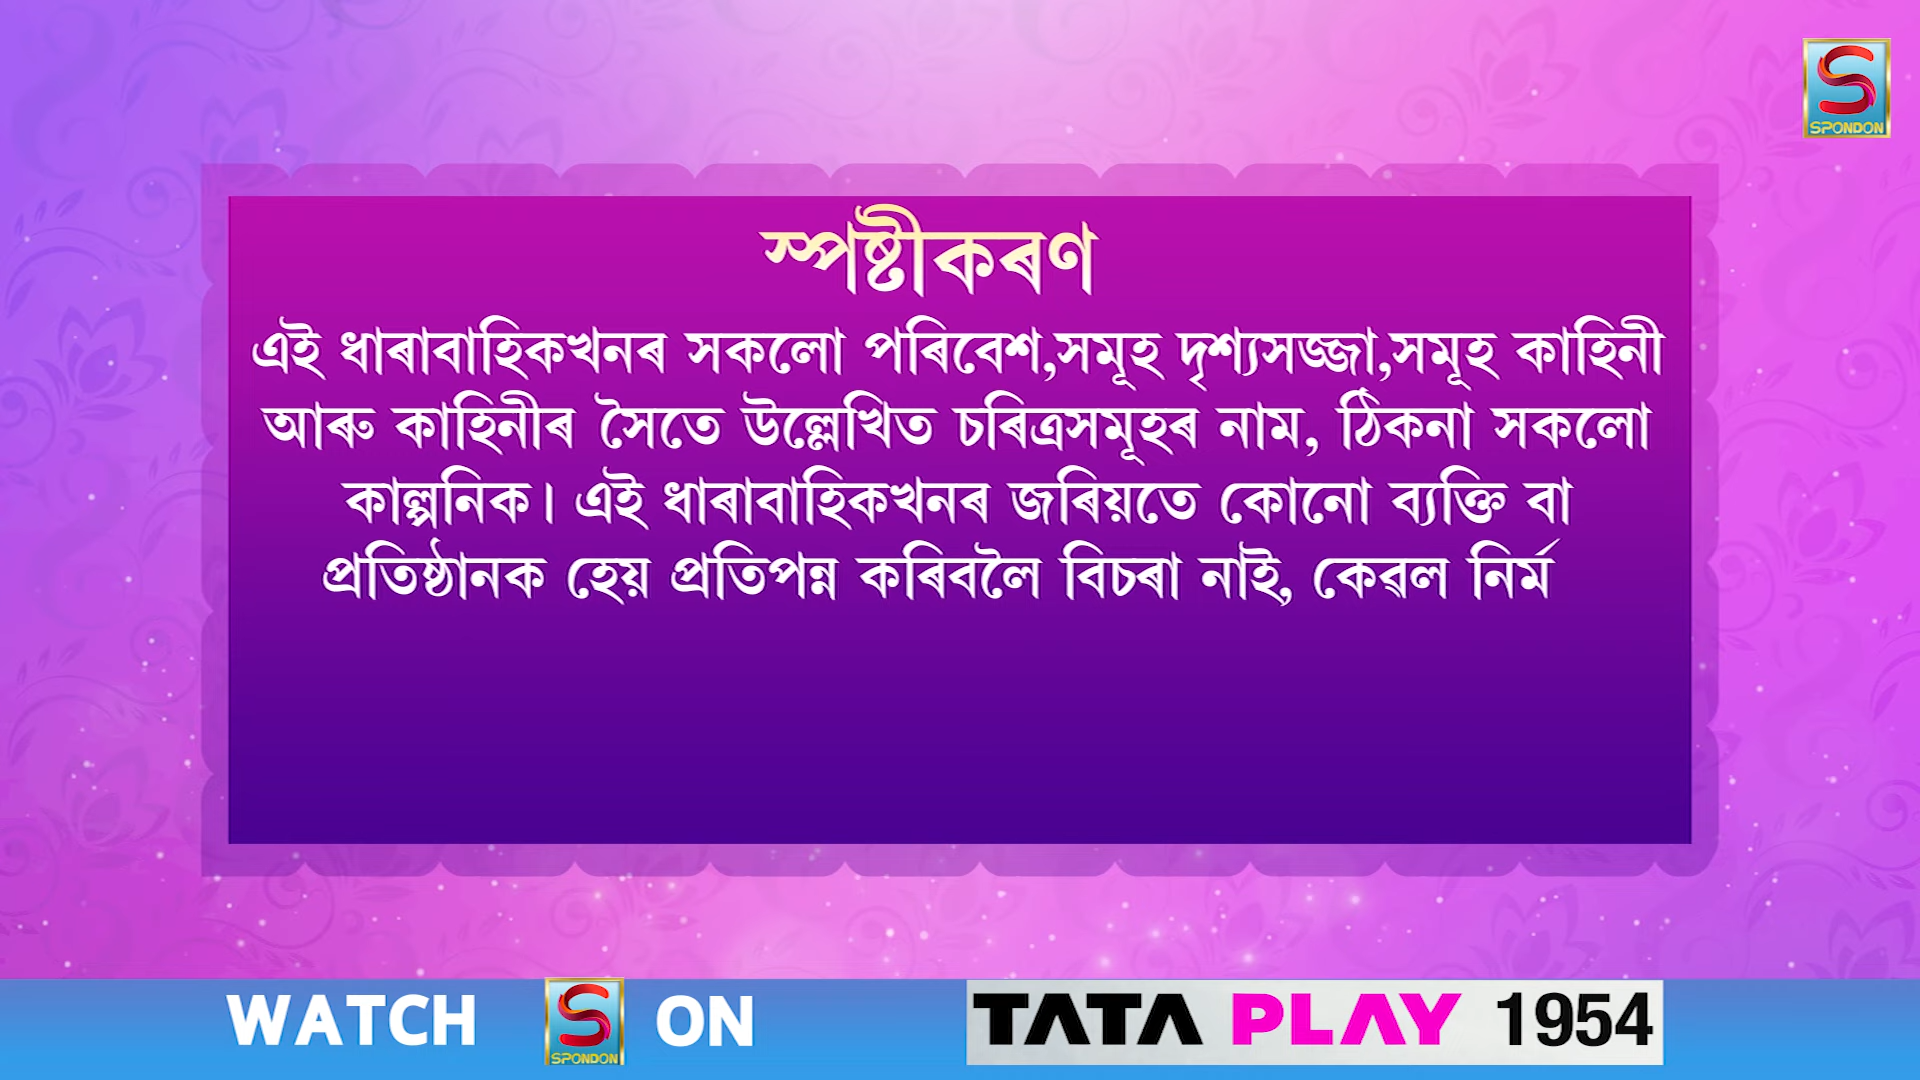 SPONDON
স্পষ্টীকৰণ
এই ধাৰাবাহিকখনৰ সকলো পৰিবেশ,সমূহ দৃশ্যসজ্জা,সমূহ কাহিনী
আৰু কাহিনীৰ সৈতে উল্লেখিত চৰিত্ৰসমূহৰ নাম, ঠিকনা সকলো
কাল্পনিক। এই ধাৰাবাহিকখনৰ জৰিয়তে কোনো ব্যক্তি বা
প্ৰতিষ্ঠানক হেয় প্ৰতিপন্ন কৰিবলৈ বিচৰা নাই, কেৱল নিৰ্ম
WATCH SPONDON ON TATA PLAY 1954